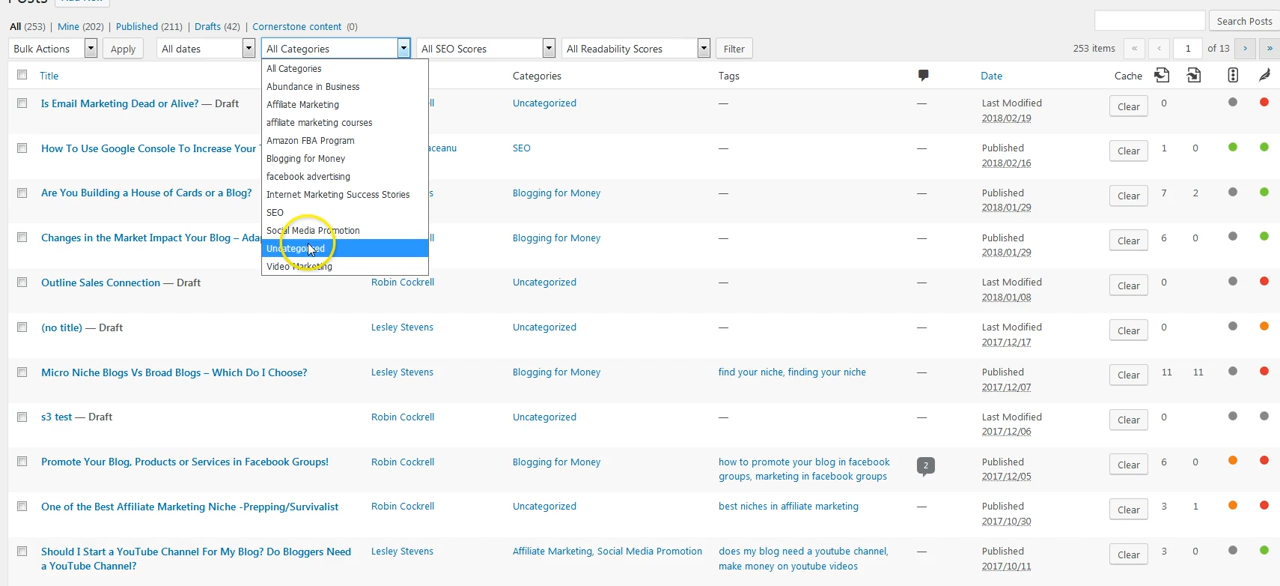 Posts Add New
All (253) | Mine (202) | Published (211) | Drafts (42) | Cornerstone content (0)
Search Posts
Bulk Actions Apply All dates All Categories All SEO Scores All Readability Scores Filter 253 items « ‹ 1 of 13 › »
Title Categories Tags Date Cache
All Categories
Abundance in Business
Affiliate Marketing
affiliate marketing courses
Amazon FBA Program
Blogging for Money
facebook advertising
Internet Marketing Success Stories
SEO
Social Media Promotion
Uncategorized
Video Marketing
Is Email Marketing Dead or Alive? — Draft Uncategorized — — Last Modified
2018/02/19 Clear 0
How To Use Google Console To Increase Your SEO — — Published
2018/02/16 Clear 1 0
Are You Building a House of Cards or a Blog? Blogging for Money — — Published
2018/01/29 Clear 7 2
Changes in the Market Impact Your Blog – Blogging for Money — — Published
2018/01/29 Clear 6 0
Outline Sales Connection — Draft Robin Cockrell Uncategorized — — Last Modified
2018/01/08 Clear 0
(no title) — Draft Lesley Stevens Uncategorized — — Last Modified
2017/12/17 Clear 0
Micro Niche Blogs Vs Broad Blogs – Which Do I Choose? Lesley Stevens Blogging for Money find your niche, finding your niche — Published
2017/12/07 Clear 11 11
s3 test — Draft Robin Cockrell Uncategorized — — Last Modified
2017/12/06 Clear 0
Promote Your Blog, Products or Services in Facebook Groups! Robin Cockrell Blogging for Money how to promote your blog in facebook
groups, marketing in facebook groups 2 Published
2017/12/05 Clear 6 0
One of the Best Affiliate Marketing Niche -Prepping/Survivalist Robin Cockrell Uncategorized best niches in affiliate marketing — Published
2017/10/30 Clear 3 1
Should I Start a YouTube Channel For My Blog? Do Bloggers Need
a YouTube Channel? Lesley Stevens Affiliate Marketing, Social Media Promotion does my blog need a youtube channel,
make money on youtube videos — Published
2017/10/11 Clear 3 0